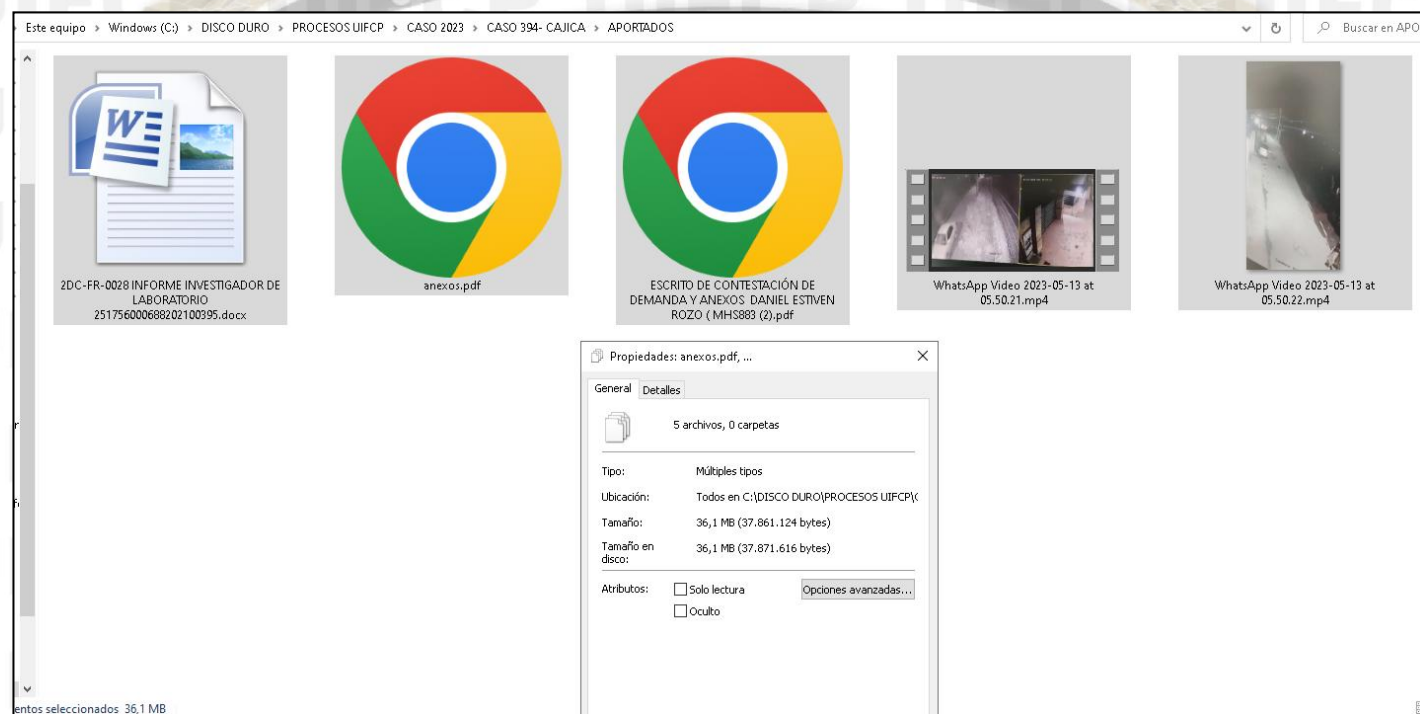 Este equipo > Windows (C:) > DISCO DURO > PROCESOS UIFCP > CASO 2023 > CASO 394- CAJICA > APORTADOS
Buscar en APO
2DC-FR-0028 INFORME INVESTIGADOR DE
LABORATORIO
251756000688202100395.docx
anexos.pdf
ESCRITO DE CONTESTACIÓN DE
DEMANDA Y ANEXOS DANIEL ESTIVEN
ROZO ( MHS883 (2).pdf
WhatsApp Video 2023-05-13 at
05.50.21.mp4
WhatsApp Video 2023-05-13 at
05.50.22.mp4
Propiedades: anexos.pdf, ...
General Detalles
5 archivos, 0 carpetas
Tipo: Múltiples tipos
Ubicación: Todos en C:\DISCO DURO\PROCESOS UIFCP\
Tamaño: 36,1 MB (37.861.124 bytes)
Tamaño en
disco: 36,1 MB (37.871.616 bytes)
Atributos: Solo lectura Opciones avanzadas...
Oculto
entos seleccionados 36,1 MB